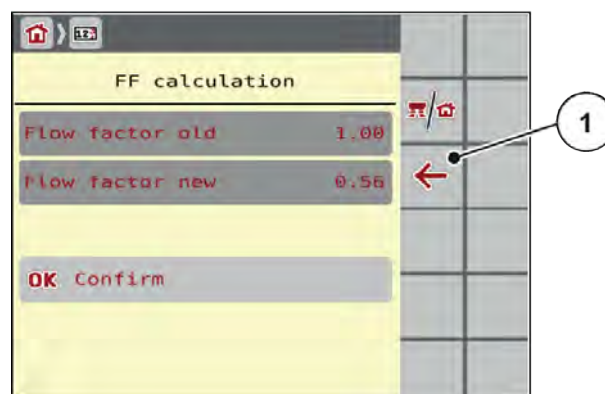 FF calculation
Flow factor old 1.00
Flow factor new 0.56
OK Confirm
1